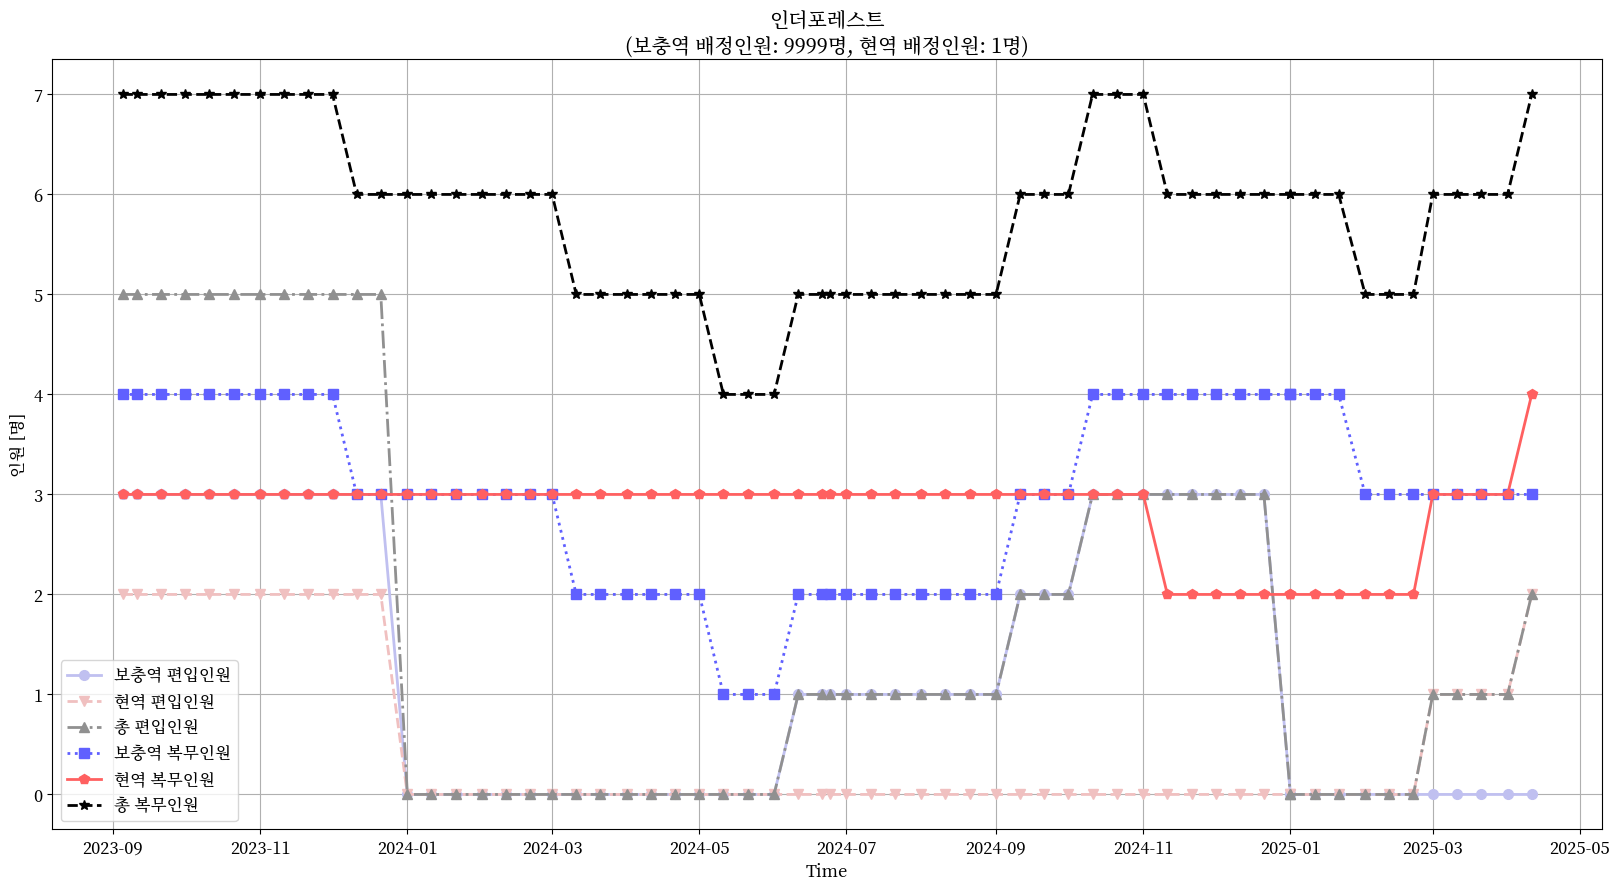 인더포레스트
(보충역 배정인원: 9999명, 현역 배정인원: 1명)
인원 [명]
7
6
5
4
3
2
1
0
보충역 편입인원
현역 편입인원
총 편입인원
보충역 복무인원
현역 복무인원
총 복무인원
2023-09 2023-11 2024-01 2024-03 2024-05 2024-07 2024-09 2024-11 2025-01 2025-03 2025-05
Time